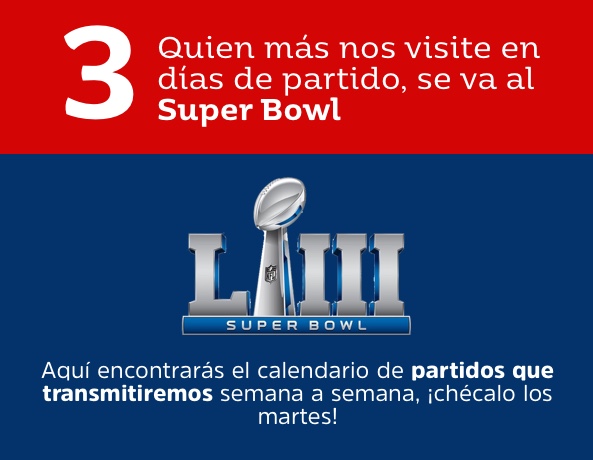 3
Quien más nos visite en
días de partido, se va al
Super Bowl
LIII
SUPER BOWL
Aquí encontrarás el calendario de partidos que
transmitiremos semana a semana, ¡chécalo los
martes!